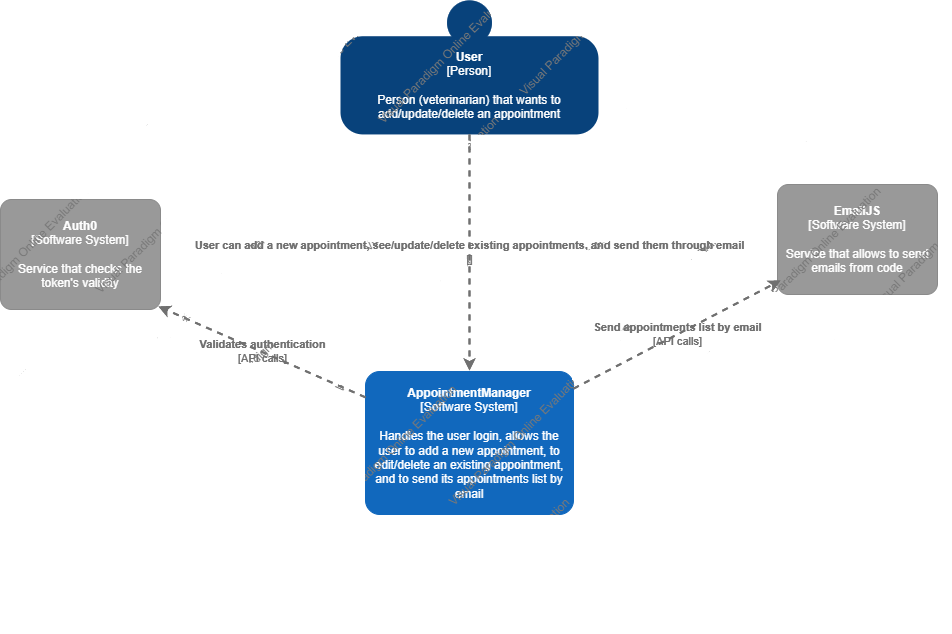 User
[Person]
Person (veterinarian) that wants to
add/update/delete an appointment
Auth0
[Software System]
Service that checks the
token's validity
EmailJS
[Software System]
Service that allows to send
emails from code
User can add a new appointment, see/update/delete existing appointments, and send them through email
Validates authentication
[API calls]
Send appointments list by email
[API calls]
AppointmentManager
[Software System]
Handles the user login, allows the
user to add a new appointment, to
edit/delete an existing appointment,
and to send its appointments list by
email
Visual Paradigm Online Evaluation